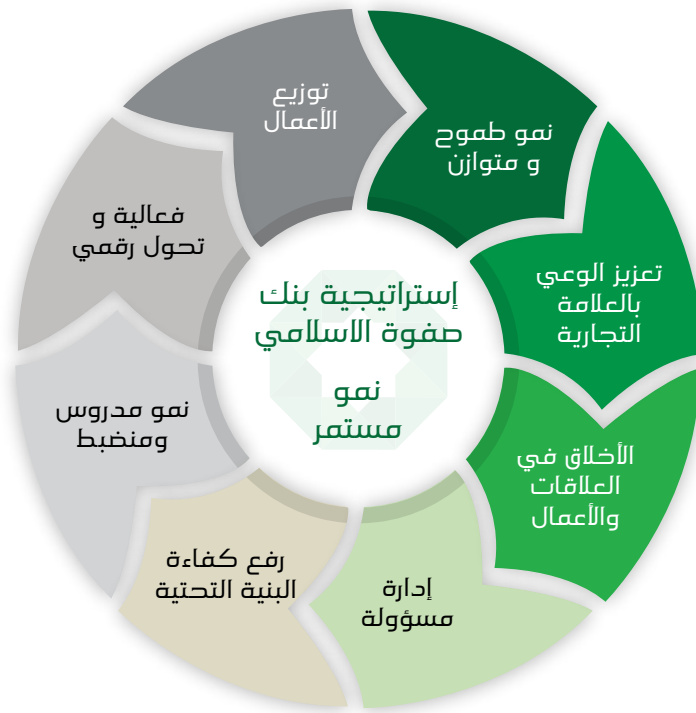 إستراتيجية بنك
صفوة الاسلامي
نمو
مستمر
نمو طموح
و متوازن
تعزيز الوعي
بالعلامة
التجارية
الأخلاق في
العلاقات
والأعمال
إدارة
مسؤولة
رفع كفاءة
البنية التحتية
نمو مدروس
ومنضبط
فعالية و
تحول رقمي
توزيع
الأعمال